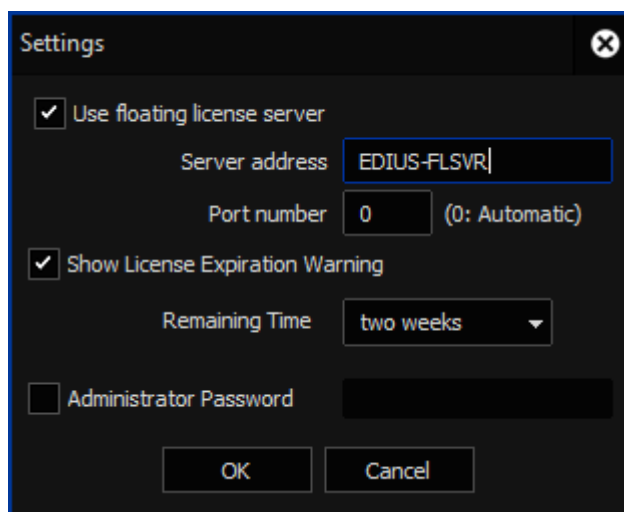 Settings
Use floating license server
Server address EDIUS-FLSVR
Port number 0 (0: Automatic)
Show License Expiration Warning
Remaining Time two weeks
Administrator Password
OK Cancel